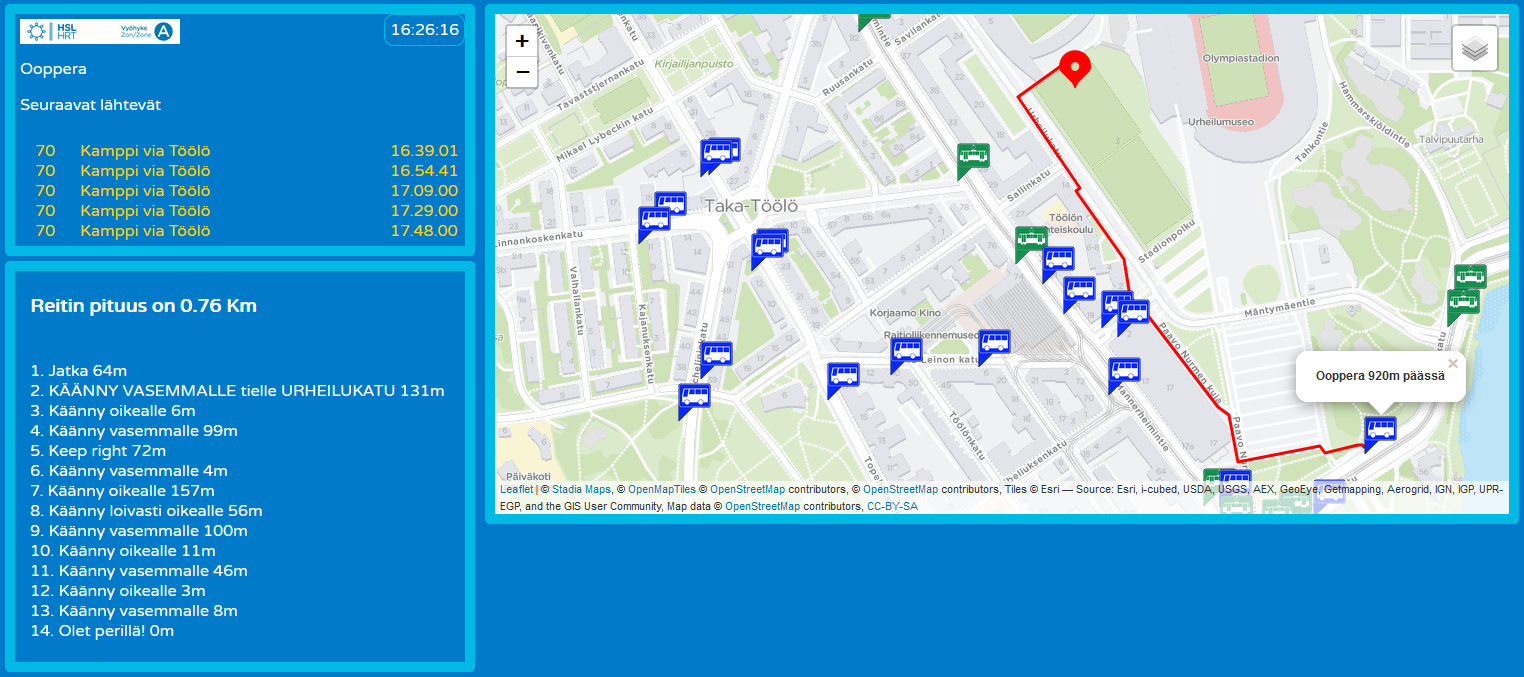 HSL
HRT
Vyöhyke
Zon/Zone
A
16:26:16
Ooppera
Seuraavat lähtevät
70 Kamppi via Töölö 16.39.01
70 Kamppi via Töölö 16.54.41
70 Kamppi via Töölö 17.09.00
70 Kamppi via Töölö 17.29.00
70 Kamppi via Töölö 17.48.00
Reitin pituus on 0.76 Km
1. Jatka 64m
2. KÄÄNNY VASEMMALLE tielle URHEILUKATU 131m
3. Käänny oikealle 6m
4. Käänny vasemmalle 99m
5. Keep right 72m
6. Käänny vasemmalle 4m
7. Käänny oikealle 157m
8. Käänny loivasti oikealle 56m
9. Käänny vasemmalle 100m
10. Käänny oikealle 11m
11. Käänny vasemmalle 46m
12. Käänny oikealle 3m
13. Käänny vasemmalle 8m
14. Olet perillä! 0m
+
−
Kirjailijanpuisto
Savilankatu
Ruusankatu
Tavaststjernankatu
Mikael Lybeckin katu
Olympiastadion
Urheilumuseo
Hammarskjöldintie
Tahkontie
Talvipuutarha
Sallinkatu
Taka-Töölö
Töölön
Linnankoskenkatu
Stadionpolku
Valhallankatu
Kajanuksenkatu
Korjaamo Kino
Raitioliikennemuseo
Leinon katu
Mäntymäentie
Paavo Nurmen kuja
Ooppera 920m päässä
×
Mannerheimintie
Töölönkatu
Päiväkoti
Leaflet | © Stadia Maps, © OpenMapTiles © OpenStreetMap contributors, © OpenStreetMap contributors, Tiles © Esri — Source: Esri, i-cubed, USDA, USGS, AEX, GeoEye, Getmapping, Aerogrid, IGN, IGP, UPR-
EGP, and the GIS User Community, Map data © OpenStreetMap contributors, CC-BY-SA